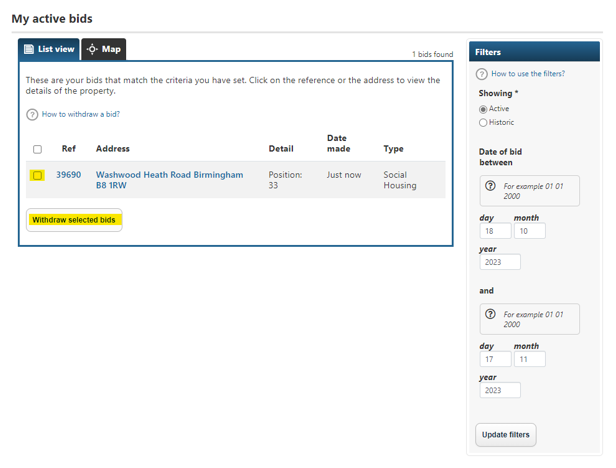 My active bids
List view
Map
1 bids found
These are your bids that match the criteria you have set. Click on the reference or the address to view the
details of the property.
? How to withdraw a bid?
Ref Address Detail Date made Type
39690 Washwood Heath Road Birmingham B8 1RW Position: 33 Just now Social Housing
Withdraw selected bids
Filters
? How to use the filters?
Showing *
Active
Historic
Date of bid
between
? For example 01 01
2000
day month
18 10
year
2023
and
? For example 01 01
2000
day month
17 11
year
2023
Update filters